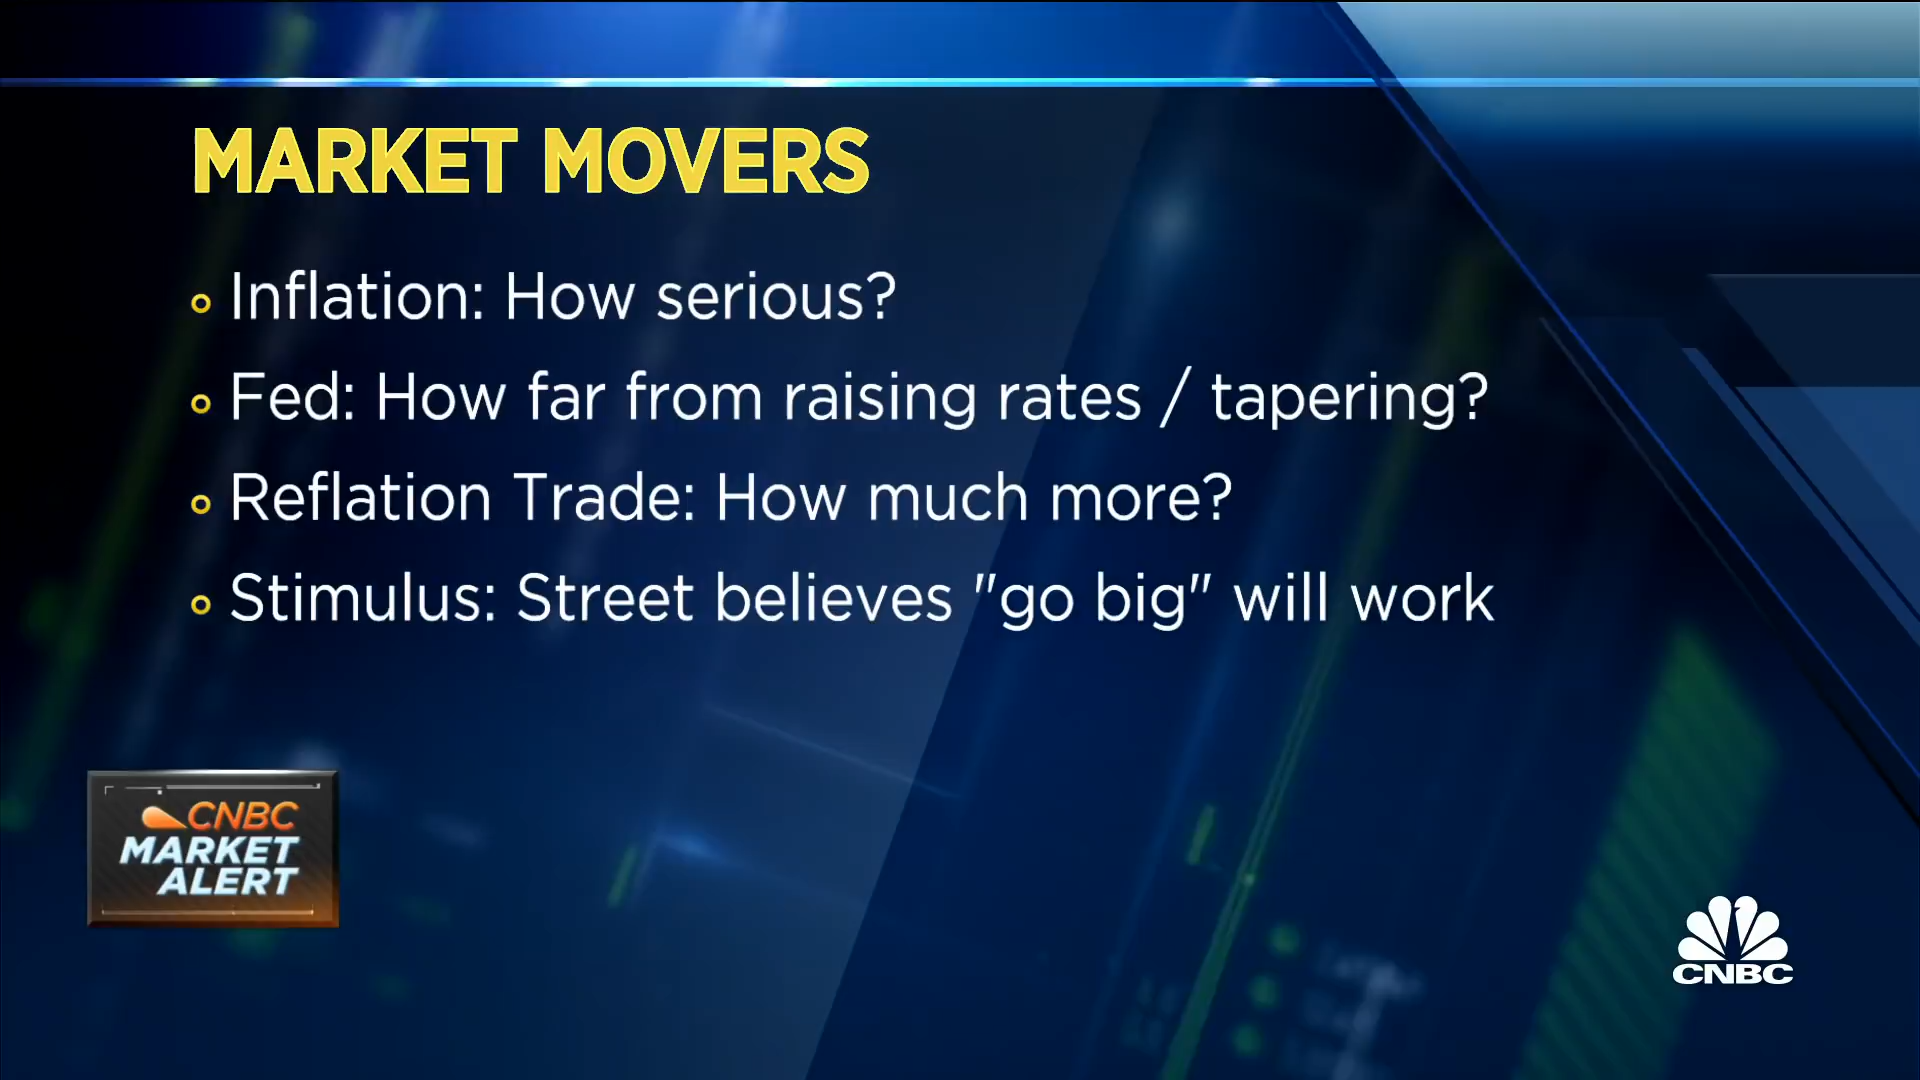 MARKET MOVERS
Inflation: How serious?
Fed: How far from raising rates / tapering?
Reflation Trade: How much more?
Stimulus: Street believes "go big" will work
CNBC
MARKET
ALERT
CNBC